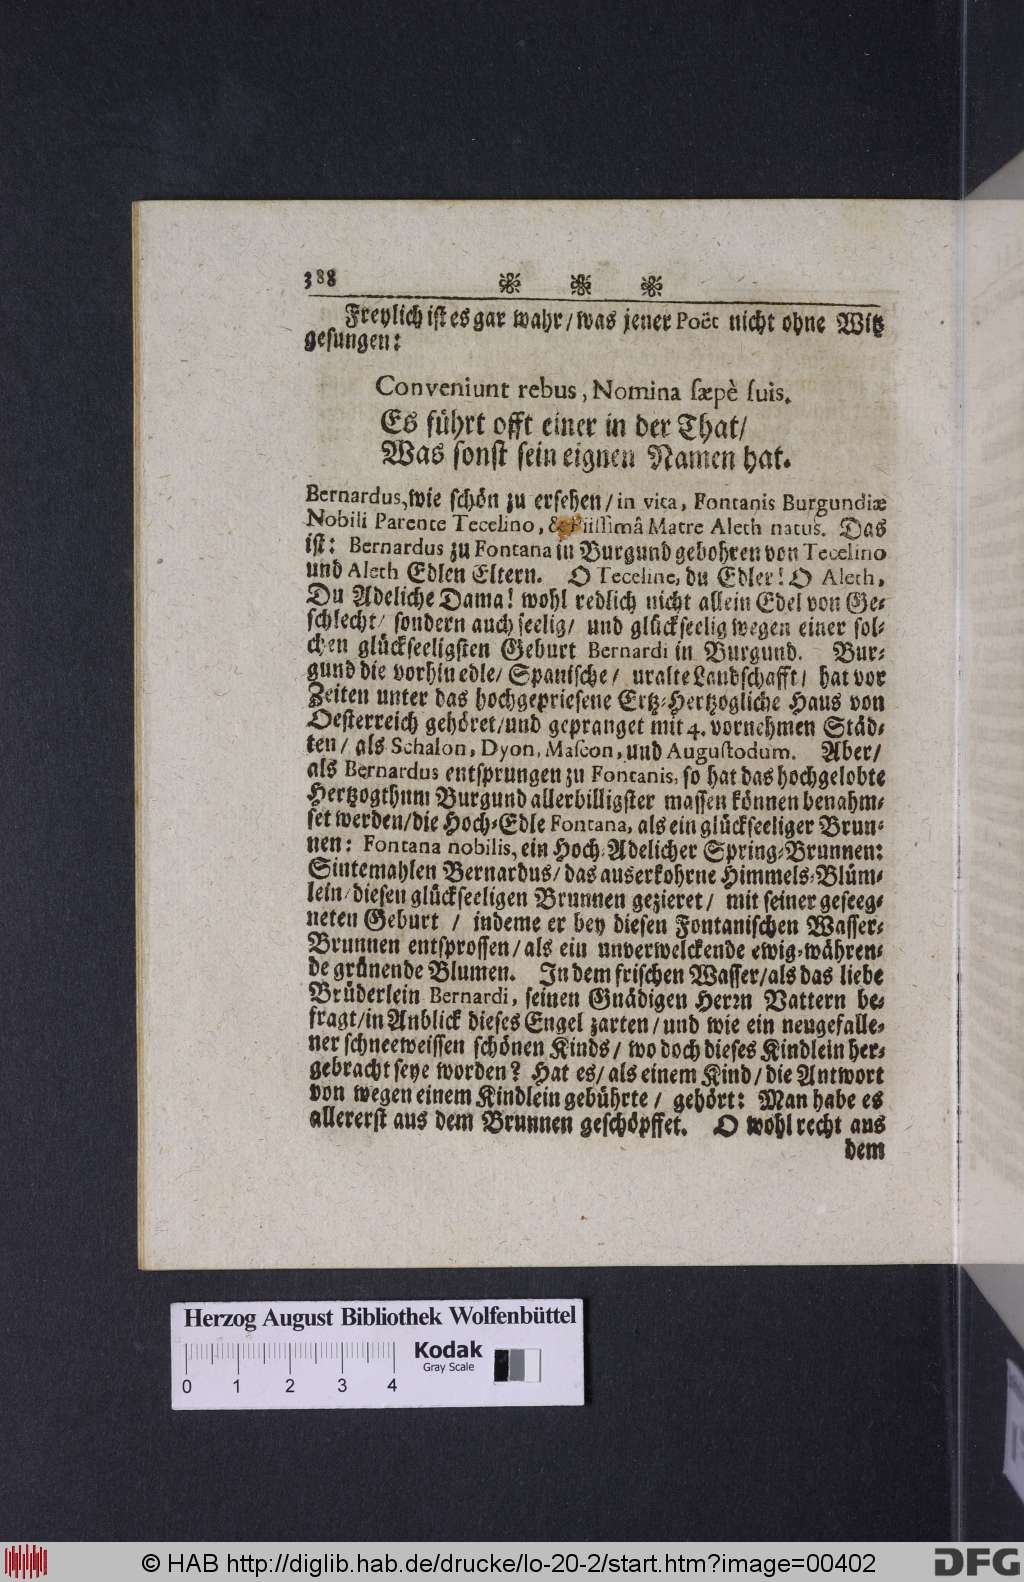 388
Freylich ist es gar wahr / was jener Poët nicht ohne Witz
gesungen:
Conveniunt rebus, Nomina sæpè suis.
Es führt offt einer in der That/
Was sonst sein eignen Namen hat.
Bernardus, wie schön zu ersehen / in vita, Fontanis Burgundiæ
Nobili Parente Tecelino, & Piissimâ Matre Aleth natus. Das
ist: Bernardus zu Fontana in Burgund gebohren von Tecelino
und Aleth Edlen Eltern. O Teceline, du Edler! O Aleth,
Du Adeliche Dama! wohl redlich nicht allein Edel von Ge-
schlecht/ sondern auch seelig/ und glückseelig wegen einer sol-
chen glückseeligsten Geburt Bernardi in Burgund. Bur-
gund die vorhin edle/ Spanische/ uralte Landschafft/ hat vor
Zeiten unter das hochgepriesene Ertz-Hertzogliche Haus von
Oesterreich gehöret/und gepranget mit 4. vornehmen Städ-
ten/ als Schalon, Dyon, Mascon, und Augustodum. Aber/
als Bernardus entsprungen zu Fontanis, so hat das hochgelobte
Hertzogthum Burgund allerbilligster massen können benahm-
set werden/die Hoch-Edle Fontana, als ein glückseeliger Brun-
nen: Fontana nobilis, ein Hoch-Adelicher Spring-Brunnen:
Sintemahlen Bernardus/ das auserkohrne Himmels-Blüm-
lein/ diesen glückseeligen Brunnen gezieret/ mit seiner geseeg-
neten Geburt / indeme er bey diesen Fontanischen Wasser-
Brunnen entsprossen/ als ein unverwelckende ewig-währen-
de grünende Blumen. In dem frischen Wasser/als das liebe
Brüderlein Bernardi, seinen Gnädigen Herrn Vattern be-
fragt/in Anblick dieses Engel zarten/ und wie ein neugefalle-
ner schneeweissen schönen Kinds/ wo doch dieses Kindlein her-
gebracht seye worden? Hat es/ als einem Kind/ die Antwort
von wegen einem Kindlein gebührte/ gehört: Man habe es
allererst aus dem Brunnen geschöpffet. O wohl recht aus
dem
Herzog August Bibliothek Wolfenbüttel
Kodak
Gray Scale
0 1 2 3 4
© HAB http://diglib.hab.de/drucke/lo-20-2/start.htm?image=00402
DFG